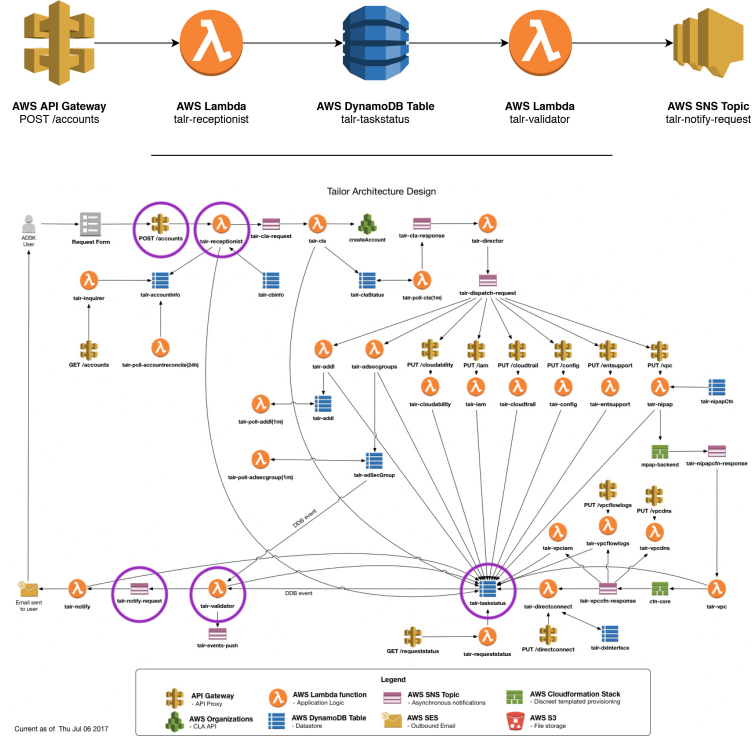 AWS API Gateway
POST /accounts
AWS Lambda
talr-receptionist
AWS DynamoDB Table
talr-taskstatus
AWS Lambda
talr-validator
AWS SNS Topic
talr-notify-request
Tailor Architecture Design
ADSK
User
Request Form
POST /accounts
talr-receptionist
talr-cla-request
talr-cla
createAccount
talr-cla-response
talr-director
talr-inquirer
talr-accountinfo
talr-cbinfo
talr-claStatus
talr-poll-cla(1m)
talr-dispatch-request
GET /accounts
talr-poll-accountreconcile(24h)
talr-addl
talr-adsecgroups
PUT /cloudability
PUT /iam
PUT /cloudtrail
PUT /config
PUT /entsupport
PUT /vpc
talr-cloudability
talr-iam
talr-cloudtrail
talr-config
talr-entsupport
talr-nipap
talr-nipapCfn
talr-poll-addl(1m)
talr-addl
talr-poll-adsecgroup(1m)
talr-adSecGroup
nipap-backend
talr-nipapcfn-response
PUT /vpcflowlogs
PUT /vpcdns
DDB event
talr-vpciam
talr-vpcflowlogs
talr-vpcdns
DDB event
Email sent
to user
talr-notify
talr-notify-request
talr-validator
talr-taskstatus
talr-directconnect
talr-vpccfn-response
cfn-core
talr-vpc
talr-events-push
GET /requeststatus
talr-requeststatus
PUT /directconnect
talr-dxInterface
Legend
API Gateway
- API Proxy
AWS Lambda function
- Application Logic
AWS SNS Topic
- Asynchronous notifications
AWS Cloudformation Stack
- Discreet templated provisioning
AWS Organizations
- CLA API
AWS DynamoDB Table
- Datastore
AWS SES
- Outbound Email
AWS S3
- File storage
Current as of Thu Jul 06 2017